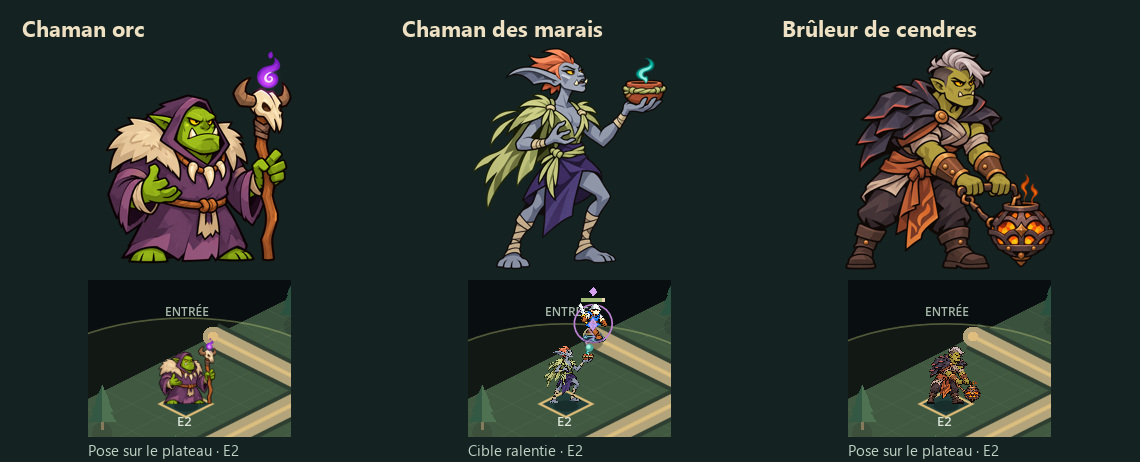 Chaman orc
Chaman des marais
Brûleur de cendres
ENTRÉE
E2
Pose sur le plateau · E2
ENTRÉE
E2
Cible ralentie · E2
ENTRÉE
E2
Pose sur le plateau · E2